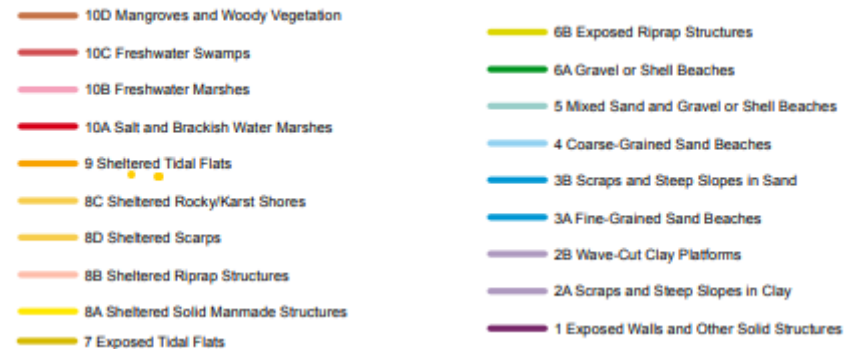 10D Mangroves and Woody Vegetation
10C Freshwater Swamps
10B Freshwater Marshes
10A Salt and Brackish Water Marshes
9 Sheltered Tidal Flats
8C Sheltered Rocky/Karst Shores
8D Sheltered Scarps
8B Sheltered Riprap Structures
8A Sheltered Solid Manmade Structures
7 Exposed Tidal Flats
6B Exposed Riprap Structures
6A Gravel or Shell Beaches
5 Mixed Sand and Gravel or Shell Beaches
4 Coarse-Grained Sand Beaches
3B Scraps and Steep Slopes in Sand
3A Fine-Grained Sand Beaches
2B Wave-Cut Clay Platforms
2A Scraps and Steep Slopes in Clay
1 Exposed Walls and Other Solid Structures